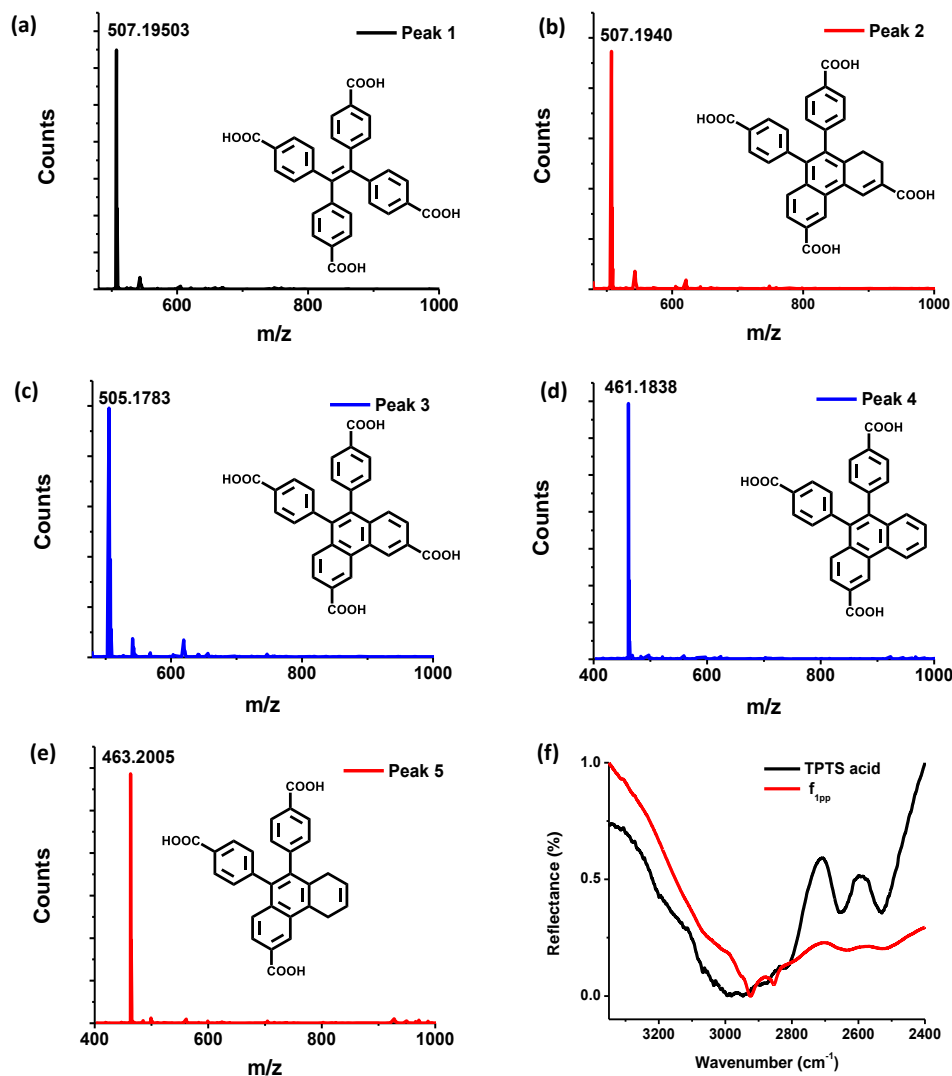 (a)
507.19503
Peak 1
COOH
HOOC
COOH
COOH
Counts
600
800
1000
m/z
(b)
507.1940
Peak 2
COOH
HOOC
COOH
COOH
Counts
600
800
1000
m/z
(c)
505.1783
Peak 3
COOH
HOOC
COOH
COOH
Counts
600
800
1000
m/z
(d)
461.1838
Peak 4
COOH
HOOC
COOH
Counts
400
600
800
1000
m/z
(e)
463.2005
Peak 5
COOH
HOOC
COOH
Counts
400
600
800
1000
m/z
(f)
TPTS acid
f1pp
1.0
0.5
0.0
Reflectance (%)
3200
2800
2400
Wavenumber (cm-1)